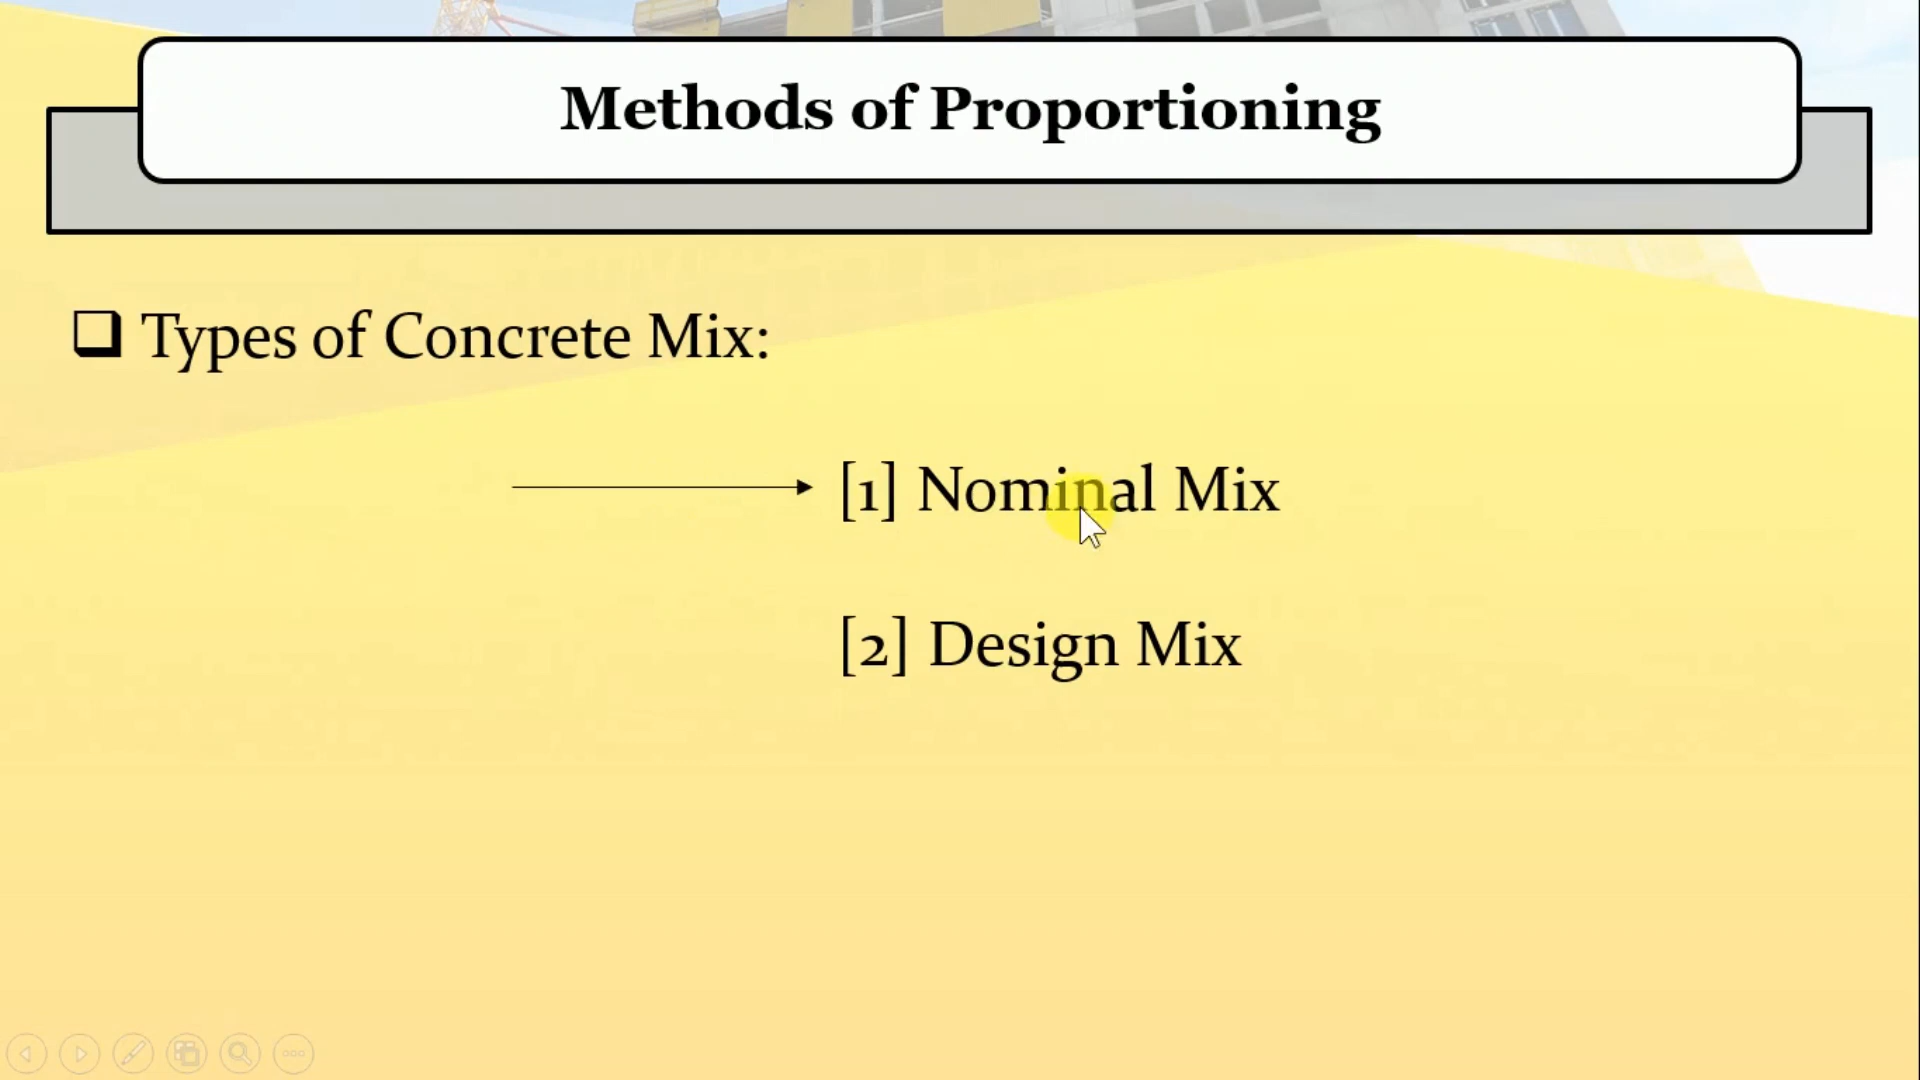 Methods of Proportioning
Types of Concrete Mix:
[1] Nominal Mix
[2] Design Mix